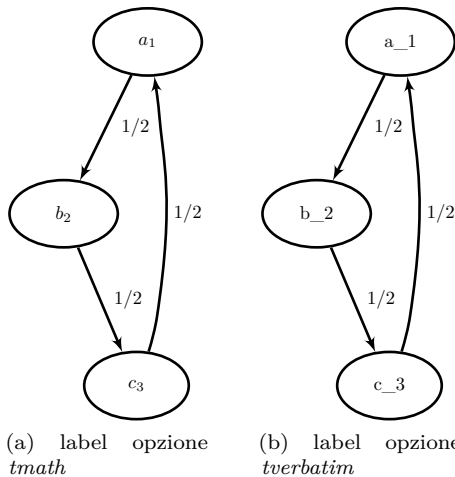 a₁
1/2
b₂
1/2
1/2
c₃
(a) label opzione
tmath
a_1
1/2
b_2
1/2
1/2
c_3
(b) label opzione
tverbatim